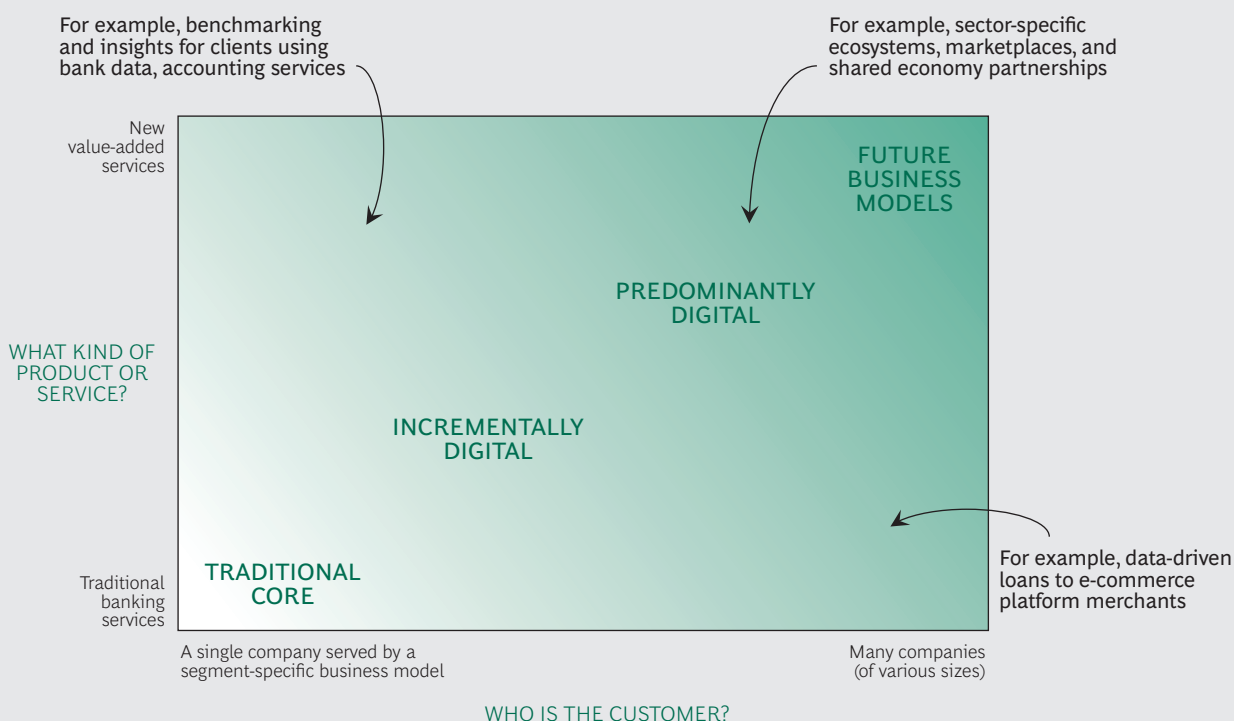 For example, benchmarking
and insights for clients using
bank data, accounting services
For example, sector-specific
ecosystems, marketplaces, and
shared economy partnerships
New
value-added
services
FUTURE
BUSINESS
MODELS
PREDOMINANTLY
DIGITAL
WHAT KIND OF
PRODUCT OR
SERVICE?
INCREMENTALLY
DIGITAL
For example, data-driven
loans to e-commerce
platform merchants
TRADITIONAL
CORE
Traditional
banking
services
A single company served by a
segment-specific business model
Many companies
(of various sizes)
WHO IS THE CUSTOMER?